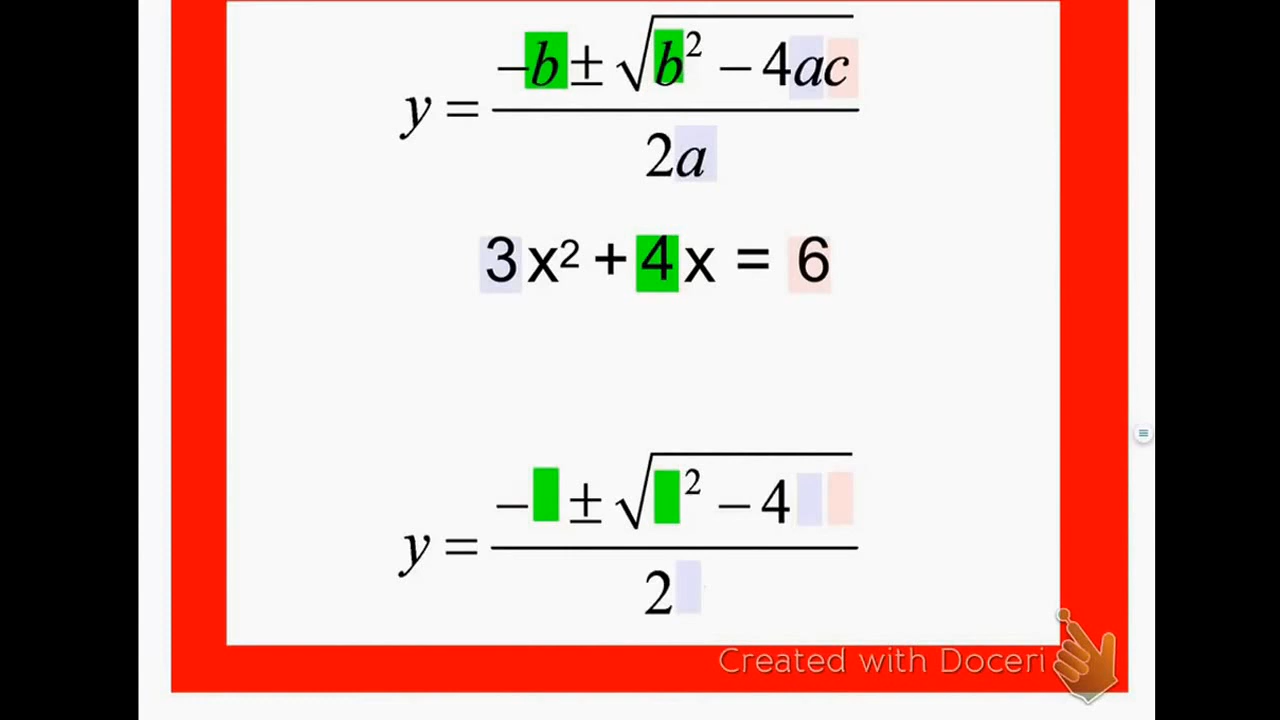 y = −b ± √b² − 4ac
2a
3x² + 4x = 6
y = − ± √ ² − 4
2
Created with Doceri